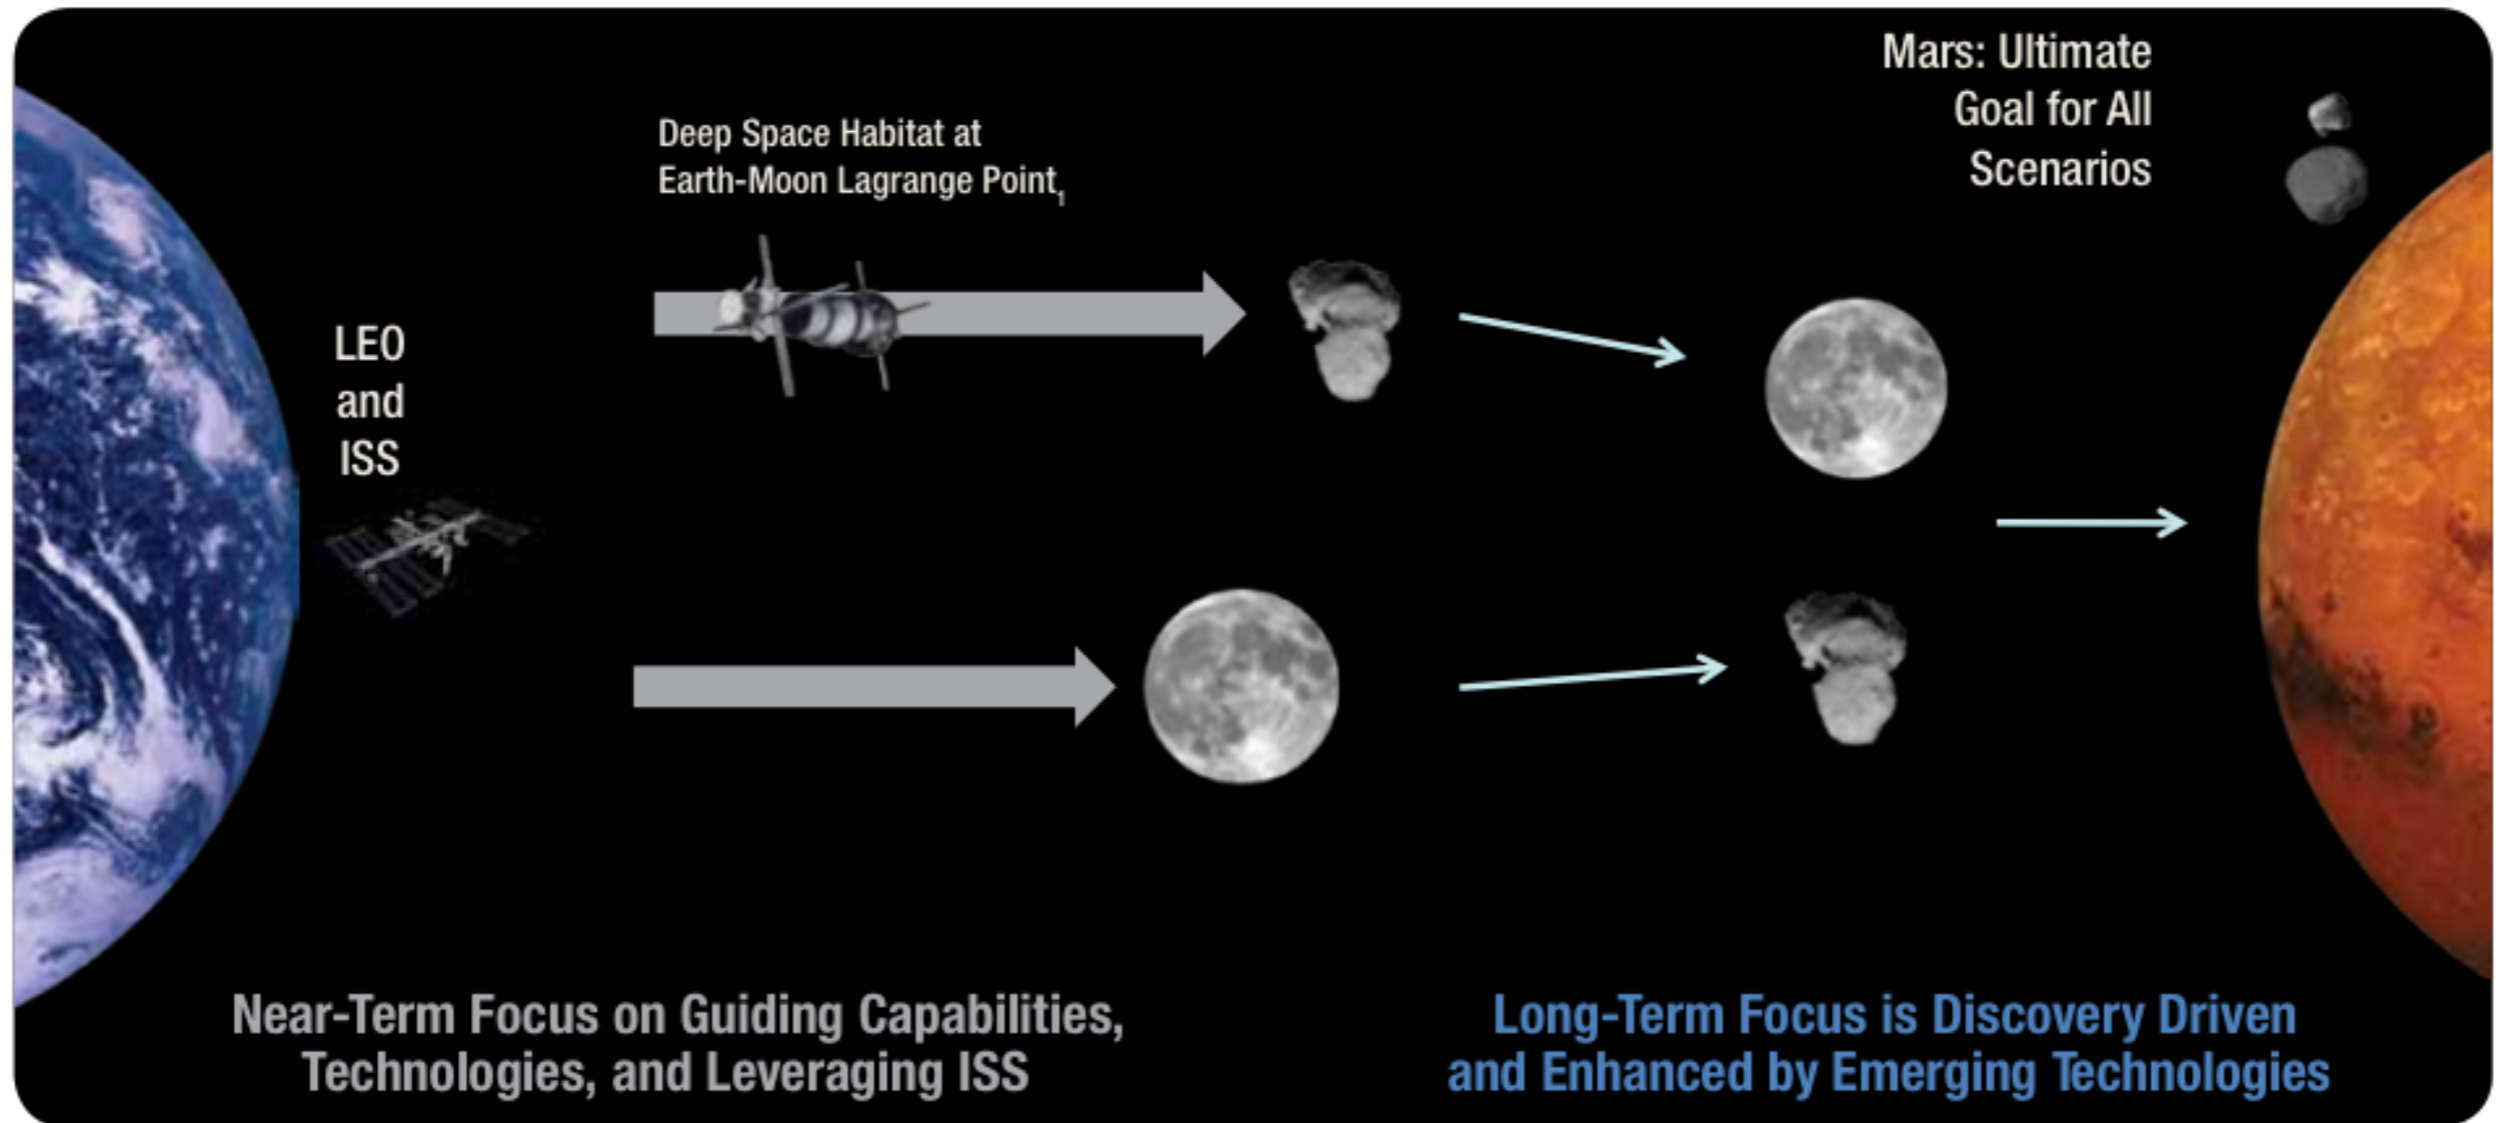 Mars: Ultimate
Goal for All
Scenarios
Deep Space Habitat at
Earth-Moon Lagrange Point₁
LEO
and
ISS
Near-Term Focus on Guiding Capabilities,
Technologies, and Leveraging ISS
Long-Term Focus is Discovery Driven
and Enhanced by Emerging Technologies